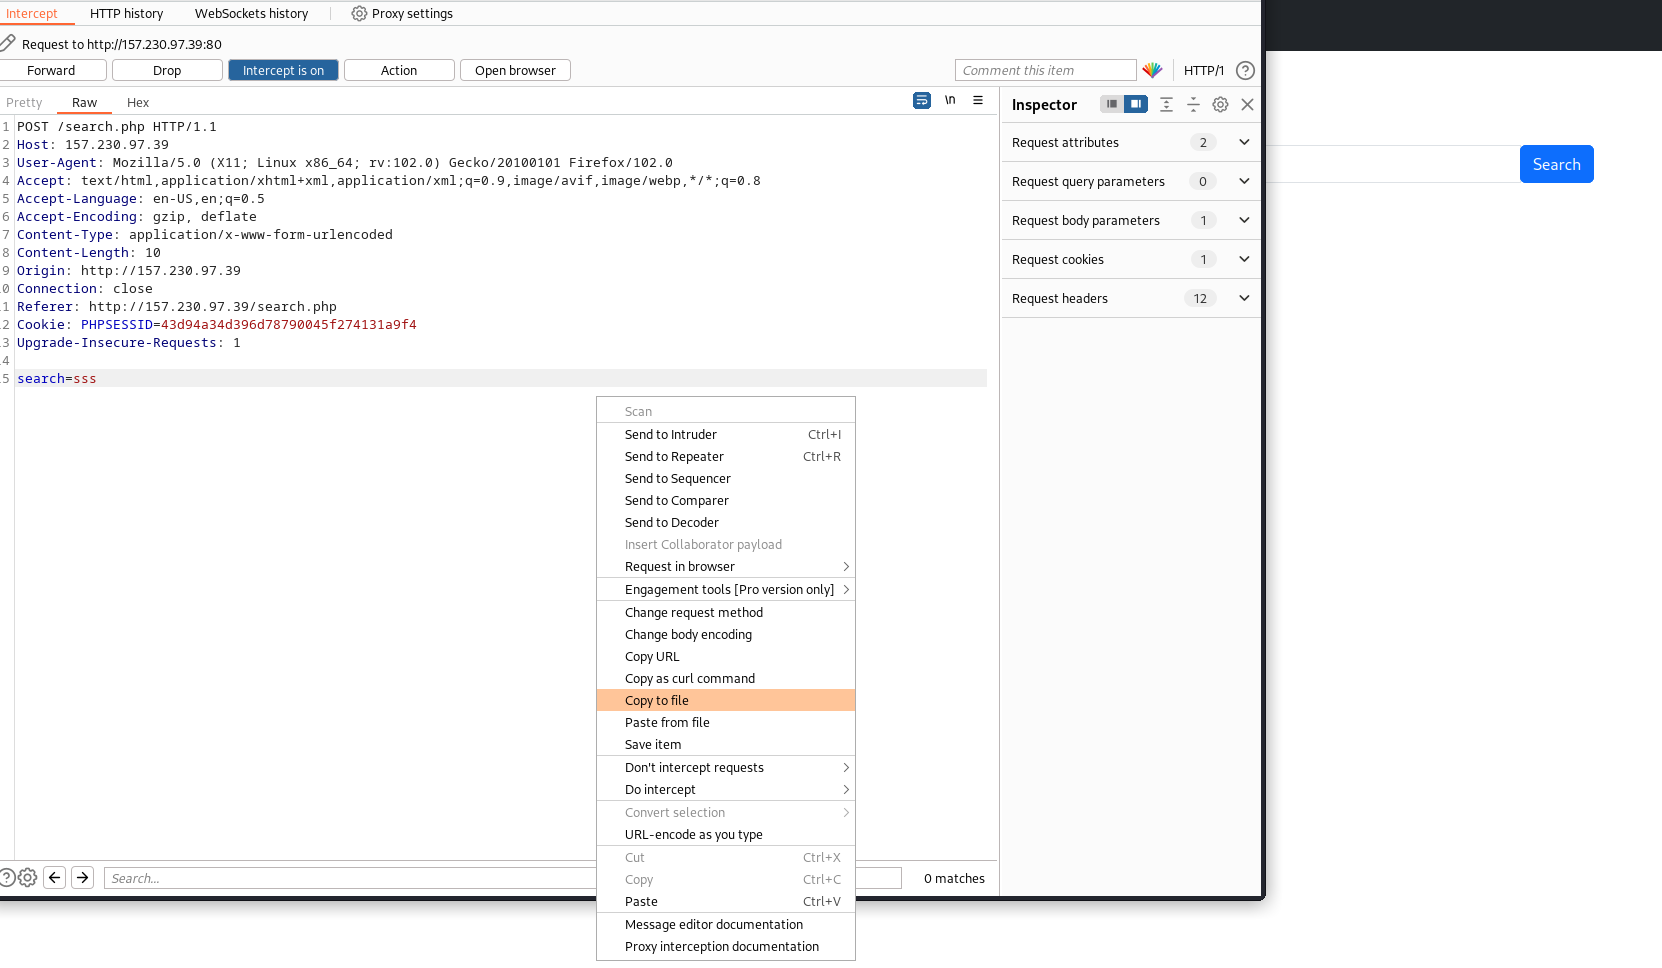 Intercept HTTP history WebSockets history Proxy settings
Request to http://157.230.97.39:80
Forward Drop Intercept is on Action Open browser Comment this item HTTP/1 ?
Pretty Raw Hex \n
1 POST /search.php HTTP/1.1
2 Host: 157.230.97.39
3 User-Agent: Mozilla/5.0 (X11; Linux x86_64; rv:102.0) Gecko/20100101 Firefox/102.0
4 Accept: text/html,application/xhtml+xml,application/xml;q=0.9,image/avif,image/webp,*/*;q=0.8
5 Accept-Language: en-US,en;q=0.5
6 Accept-Encoding: gzip, deflate
7 Content-Type: application/x-www-form-urlencoded
8 Content-Length: 10
9 Origin: http://157.230.97.39
0 Connection: close
1 Referer: http://157.230.97.39/search.php
2 Cookie: PHPSESSID=43d94a34d396d78790045f274131a9f4
3 Upgrade-Insecure-Requests: 1
4
5 search=sss
Scan
Send to Intruder Ctrl+I
Send to Repeater Ctrl+R
Send to Sequencer
Send to Comparer
Send to Decoder
Insert Collaborator payload
Request in browser
Engagement tools [Pro version only]
Change request method
Change body encoding
Copy URL
Copy as curl command
Copy to file
Paste from file
Save item
Don't intercept requests
Do intercept
Convert selection
URL-encode as you type
Cut Ctrl+X
Copy Ctrl+C
Paste Ctrl+V
Message editor documentation
Proxy interception documentation
? Search... 0 matches
Inspector
Request attributes 2
Request query parameters 0
Request body parameters 1
Request cookies 1
Request headers 12
Search